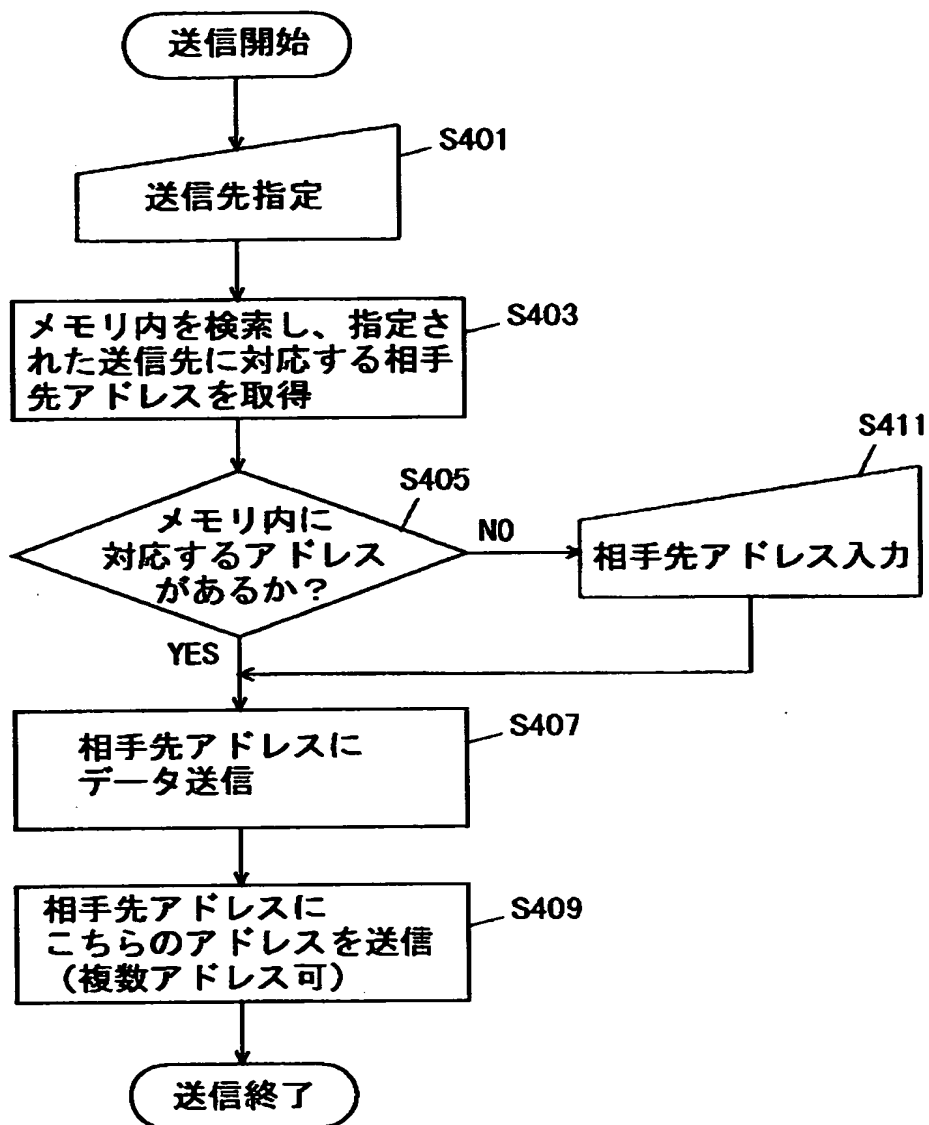 送信開始
S401
送信先指定
S403
メモリ内を検索し、指定さ
れた送信先に対応する相手
先アドレスを取得
S405
メモリ内に
対応するアドレス
があるか?
NO
S411
相手先アドレス入力
YES
S407
相手先アドレスに
データ送信
S409
相手先アドレスに
こちらのアドレスを送信
(複数アドレス可)
送信終了